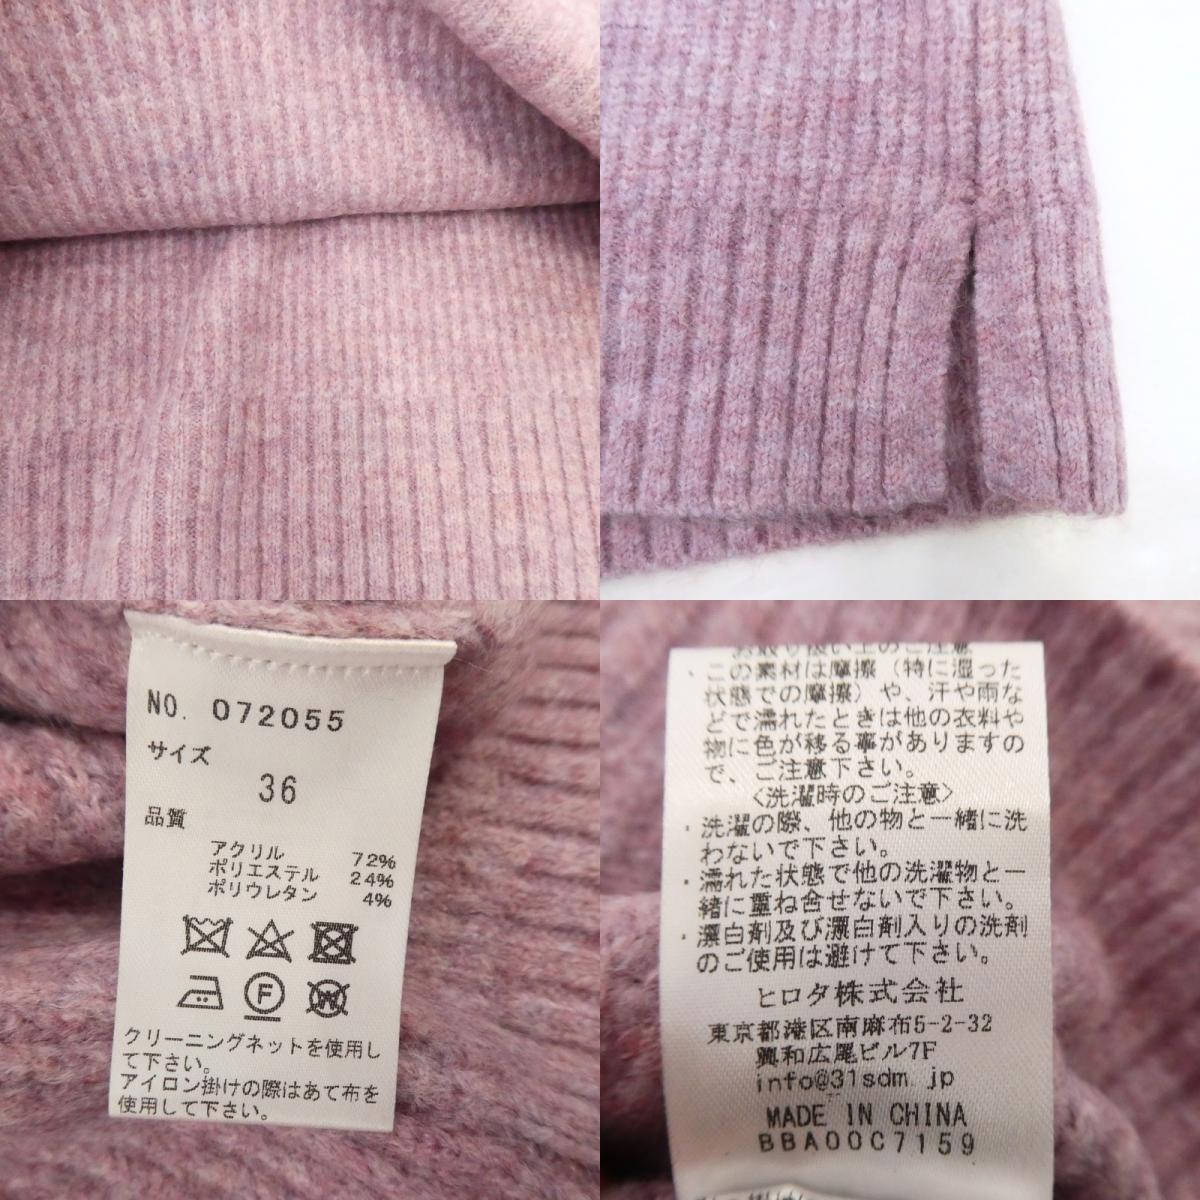 NO. 072055
サイズ
36
品質
アクリル 72%
ポリエステル 24%
ポリウレタン 4%
F
W
クリーニングネットを使用し
て下さい。
アイロン掛けの際はあて布を
使用して下さい。
お取り扱い上のご注意
・この素材は摩擦（特に湿った
状態での摩擦）や、汗や雨な
どで濡れたときは他の衣料や
物に色が移る事がありますの
で、ご注意下さい。
〈洗濯時のご注意〉
・洗濯の際、他の物と一緒に洗
わないで下さい。
・濡れた状態で他の洗濯物と一
緒に重ね合せないで下さい。
・漂白剤及び漂白剤入りの洗剤
のご使用は避けて下さい。
ヒロタ株式会社
東京都港区南麻布5-2-32
興和広尾ビル7F
info@31sdm.jp
MADE IN CHINA
BBA00C7159